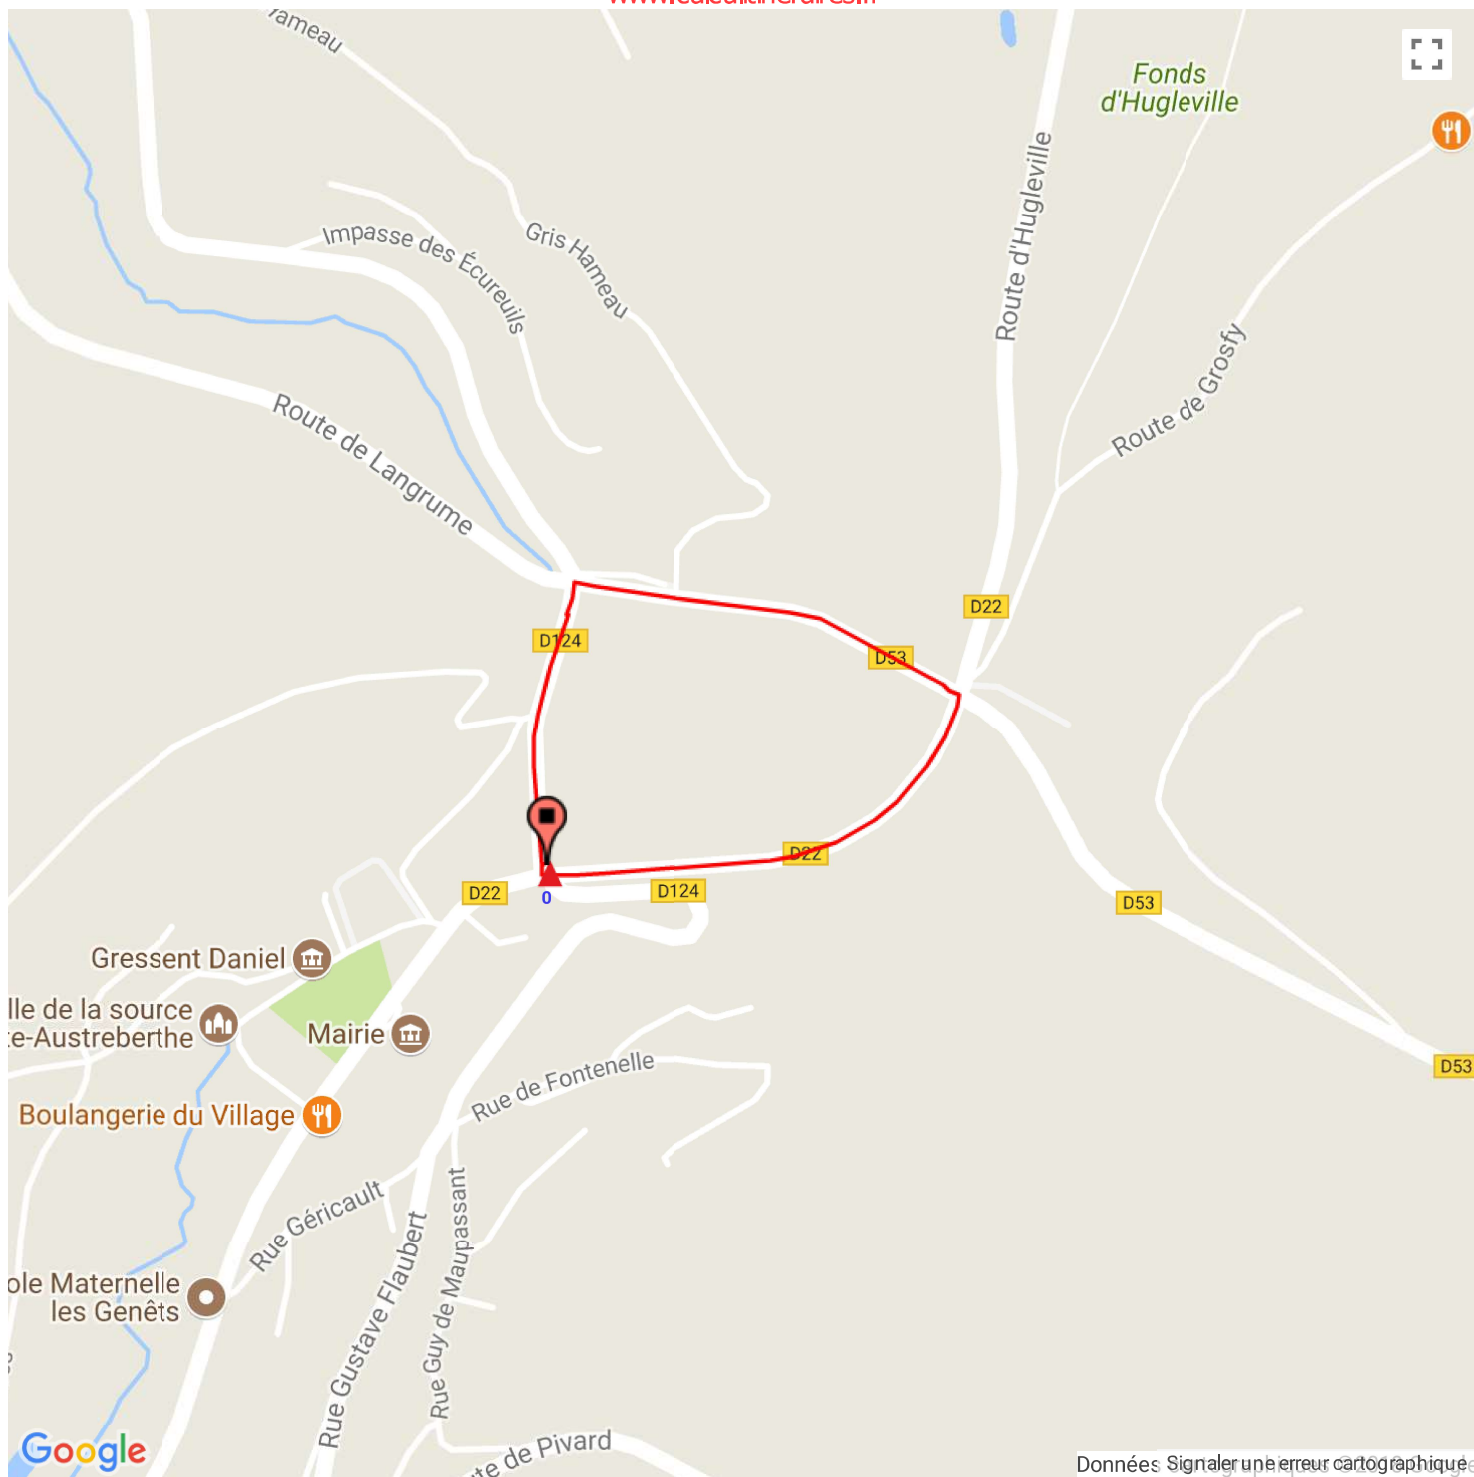 Hameau
Fonds
d'Hugleville
Route d'Hugleville
Impasse des Écureuils
Gris Hameau
Route de Grosfy
Route de Langrume
D22
D124
D53
D22
D22
D124
0
D53
Gressent Daniel
lle de la source
te-Austreberthe
Mairie
Rue de Fontenelle
D53
Boulangerie du Village
Rue Géricault
Rue Gustave Flaubert
Rue Guy de Maupassant
ole Maternelle
les Genêts
te de Pivard
Google
Données
Signaler une erreur cartographique